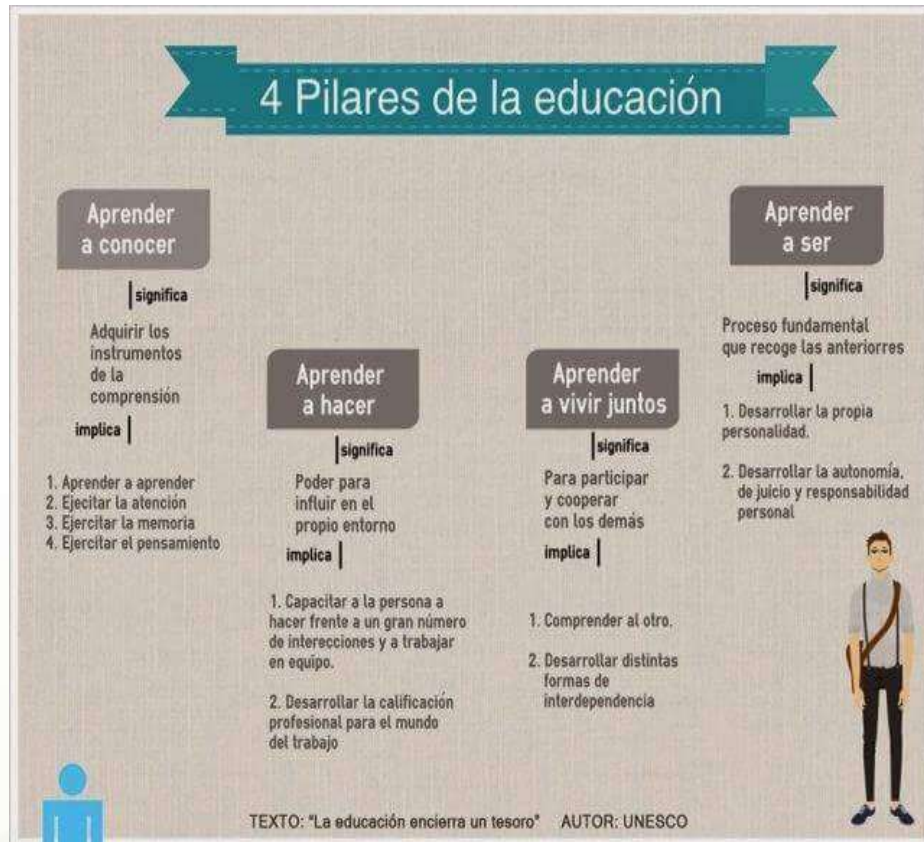 4 Pilares de la educación
Aprender
a conocer
significa
Adquirir los
instrumentos
de la
comprensión
implica
1. Aprender a aprender
2. Ejecitar la atención
3. Ejercitar la memoria
4. Ejercitar el pensamiento
Aprender
a hacer
significa
Poder para
influir en el
propio entorno
implica
1. Capacitar a la persona a
hacer frente a un gran número
de interecciones y a trabajar
en equipo.
2. Desarrollar la calificación
profesional para el mundo
del trabajo
Aprender
a vivir juntos
significa
Para participar
y cooperar
con los demás
implica
1. Comprender al otro.
2. Desarrollar distintas
formas de
interdependencia
Aprender
a ser
significa
Proceso fundamental
que recoge las anteriorres
implica
1. Desarrollar la propia
personalidad.
2. Desarrollar la autonomía,
de juicio y responsabilidad
personal
TEXTO: "La educación encierra un tesoro" AUTOR: UNESCO